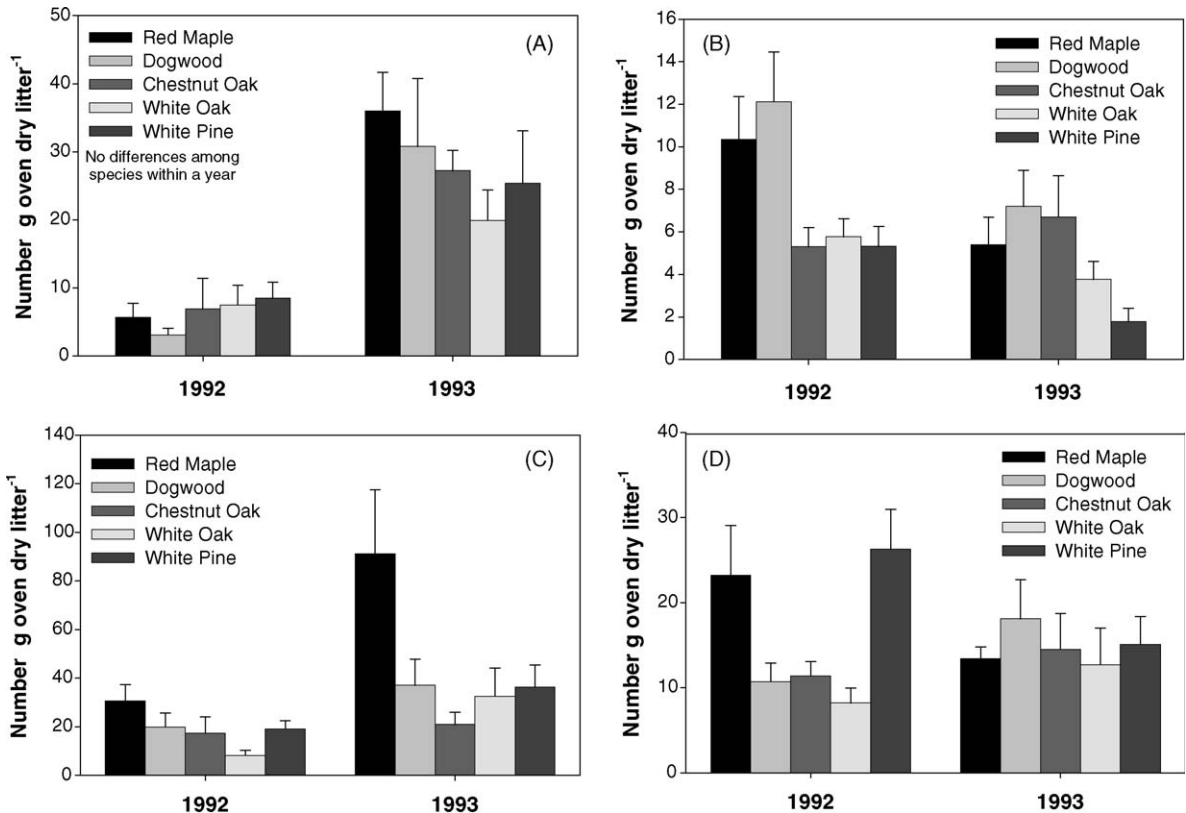 Number g oven dry litter⁻¹
50
40
30
20
10
0
Red Maple
Dogwood
Chestnut Oak
White Oak
White Pine
No differences among
species within a year
(A)
1992
1993
Number g oven dry litter⁻¹
16
14
12
10
8
6
4
2
0
(B)
Red Maple
Dogwood
Chestnut Oak
White Oak
White Pine
1992
1993
Number g oven dry litter⁻¹
140
120
100
80
60
40
20
0
Red Maple
Dogwood
Chestnut Oak
White Oak
White Pine
(C)
1992
1993
Number g oven dry litter⁻¹
40
30
20
10
0
(D)
Red Maple
Dogwood
Chestnut Oak
White Oak
White Pine
1992
1993